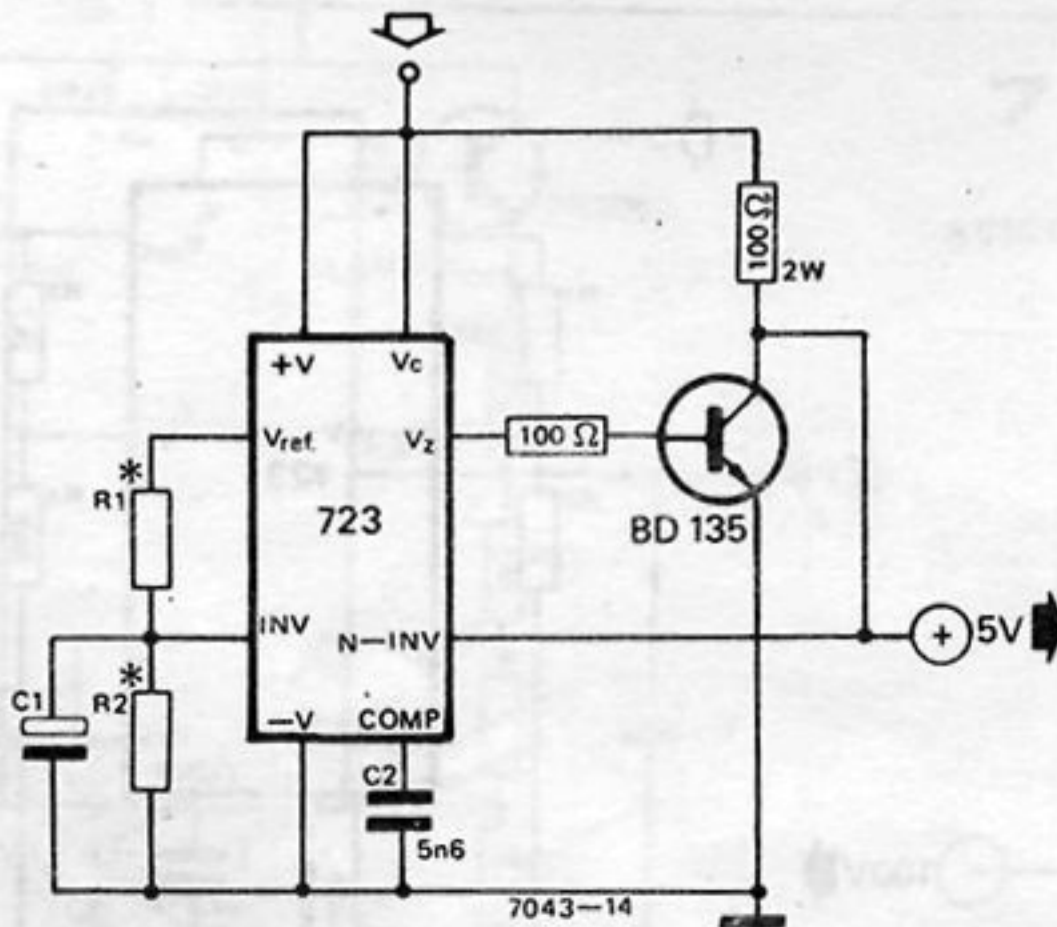 100 Ω
2W
+V
Vc
Vref.
Vz
100 Ω
*
R1
723
BD 135
INV
N-INV
+ 5V
*
R2
C1
-V
COMP
C2
5n6
7043-14